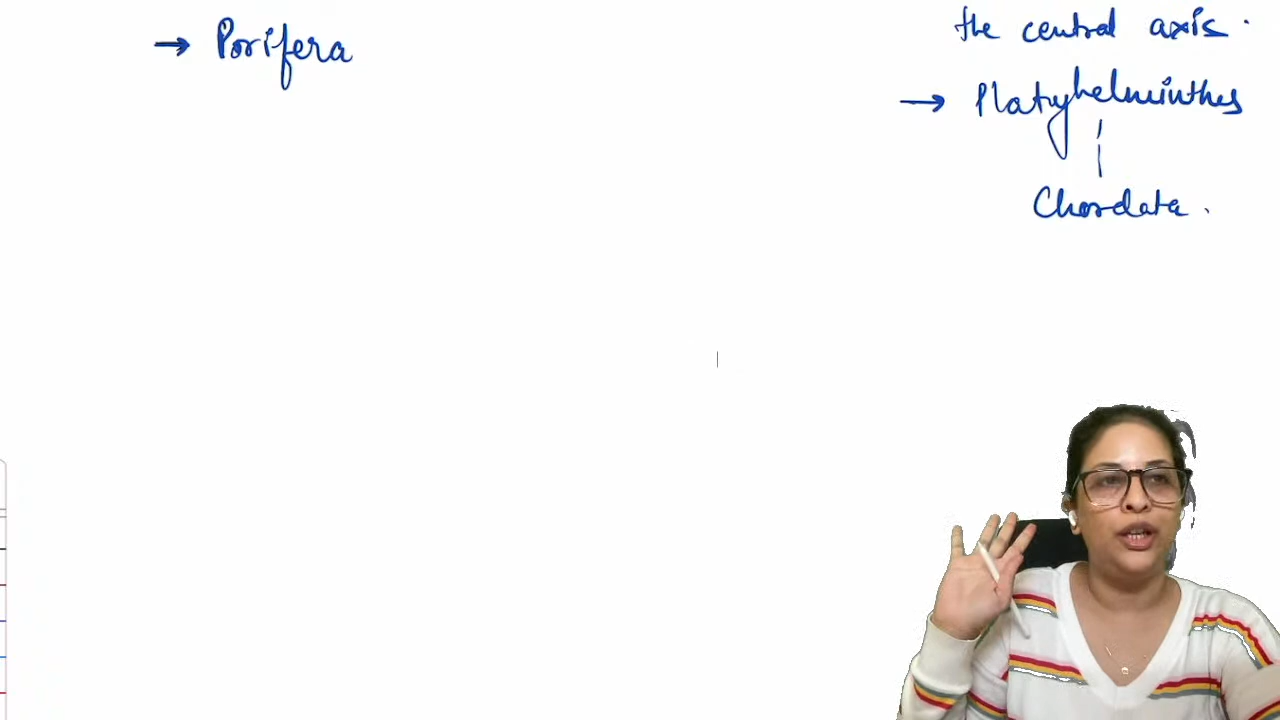 → Porifera
the central axis.
→ Platyhelminthes
Chordata.